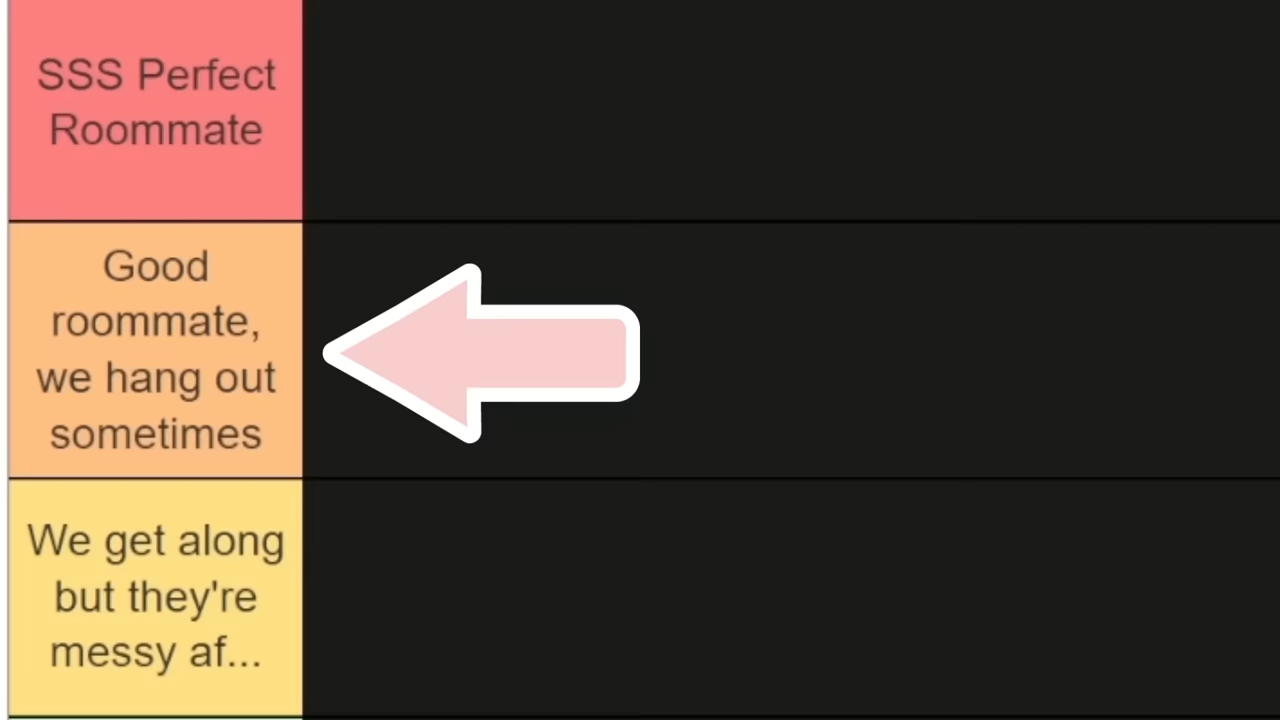 SSS Perfect
Roommate
Good
roommate,
we hang out
sometimes
We get along
but they're
messy af...